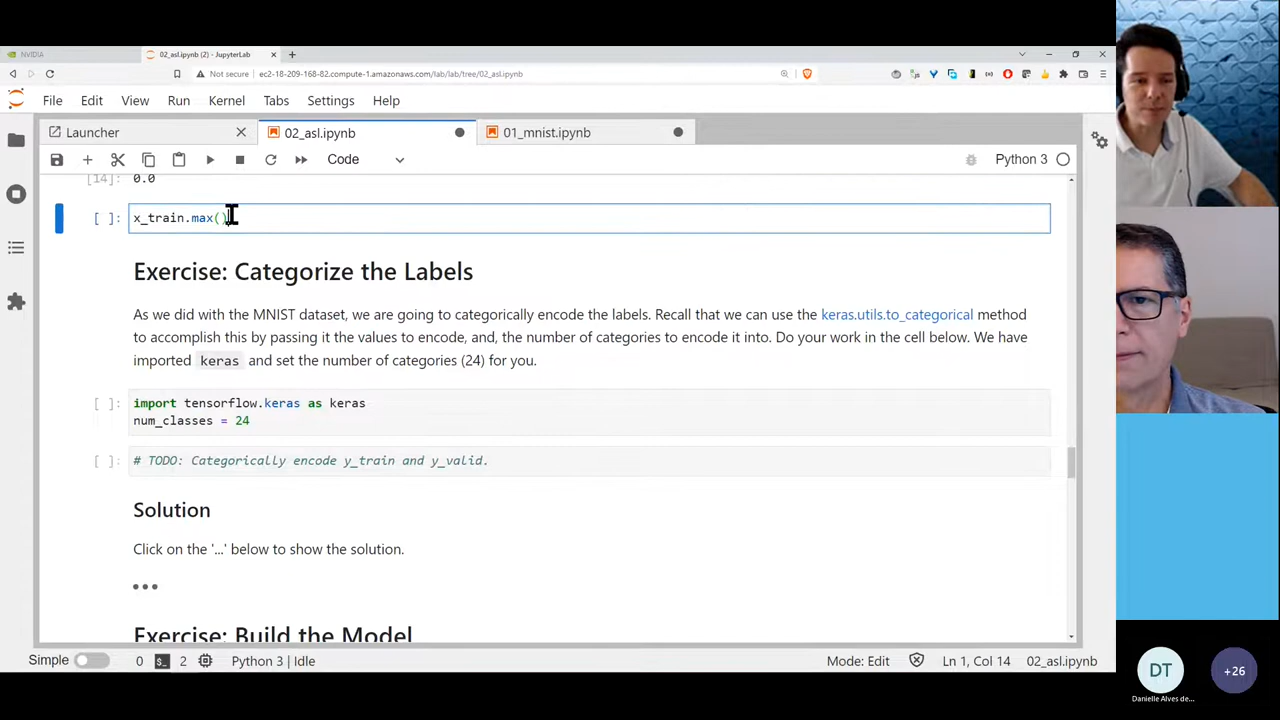 NVIDIA
02_asl.ipynb (2) - JupyterLab
Not secure
ec2-18-209-168-82.compute-1.amazonaws.com/lab/lab/tree/02_asl.ipynb
File Edit View Run Kernel Tabs Settings Help
Launcher
02_asl.ipynb
01_mnist.ipynb
Code
Python 3
[14]: 0.0
[ ]: x_train.max()
Exercise: Categorize the Labels
As we did with the MNIST dataset, we are going to categorically encode the labels. Recall that we can use the keras.utils.to_categorical method
to accomplish this by passing it the values to encode, and, the number of categories to encode it into. Do your work in the cell below. We have
imported keras and set the number of categories (24) for you.
[ ]: import tensorflow.keras as keras
num_classes = 24
[ ]: # TODO: Categorically encode y_train and y_valid.
Solution
Click on the '...' below to show the solution.
Exercise: Build the Model
Simple 0 2 Python 3 | Idle Mode: Edit Ln 1, Col 14 02_asl.ipynb
DT
Danielle Alves de...
+26